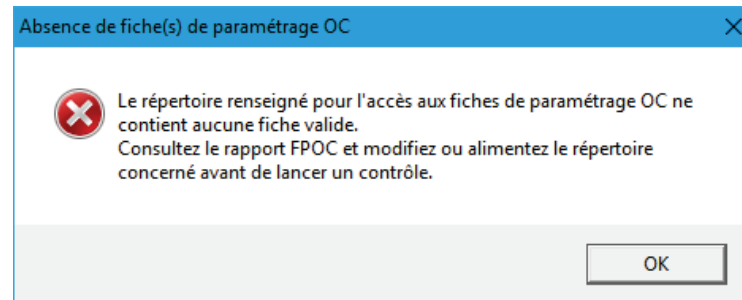 Absence de fiche(s) de paramétrage OC
Le répertoire renseigné pour l'accès aux fiches de paramétrage OC ne
contient aucune fiche valide.
Consultez le rapport FPOC et modifiez ou alimentez le répertoire
concerné avant de lancer un contrôle.
OK